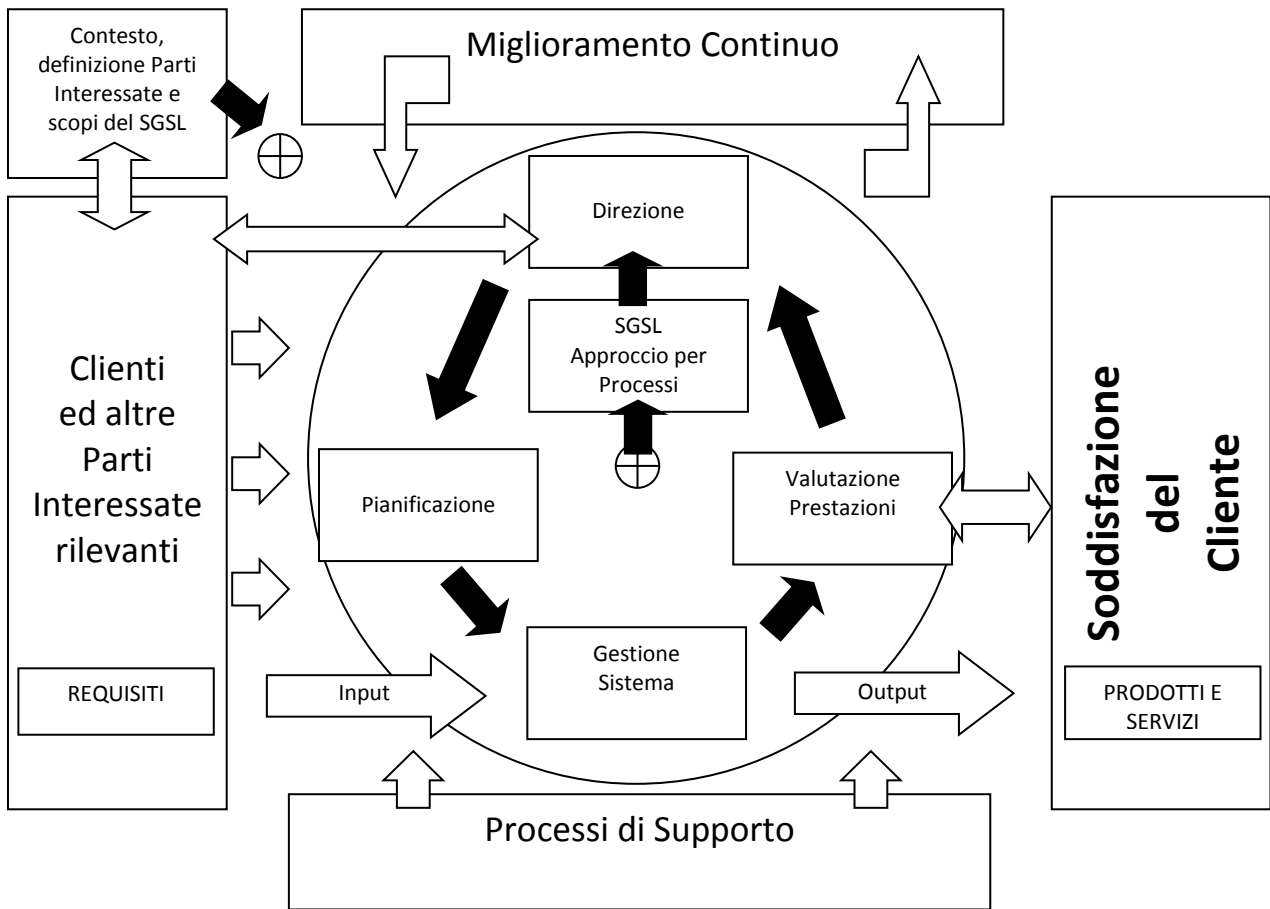 Contesto,
definizione Parti
Interessate e
scopi del SGSL
Miglioramento Continuo
Direzione
SGSL
Approccio per
Processi
Clienti
ed altre
Parti
Interessate
rilevanti
Pianificazione
Valutazione
Prestazioni
Soddisfazione
del
Cliente
Gestione
Sistema
REQUISITI
Input
Output
PRODOTTI E
SERVIZI
Processi di Supporto